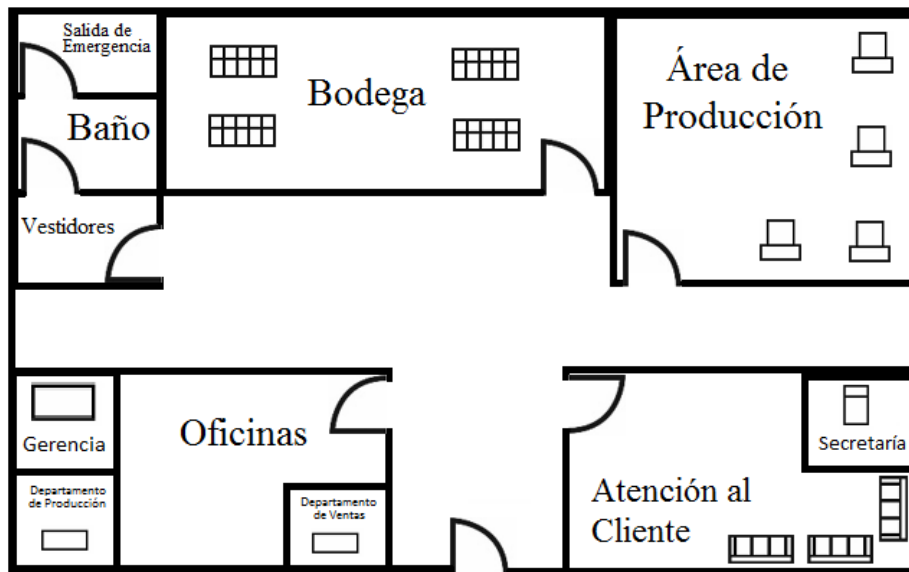 Salida de
Emergencia
Baño
Vestidores
Bodega
Área de
Producción
Gerencia
Departamento
de Producción
Oficinas
Departamento
de Ventas
Atención al
Cliente
Secretaría